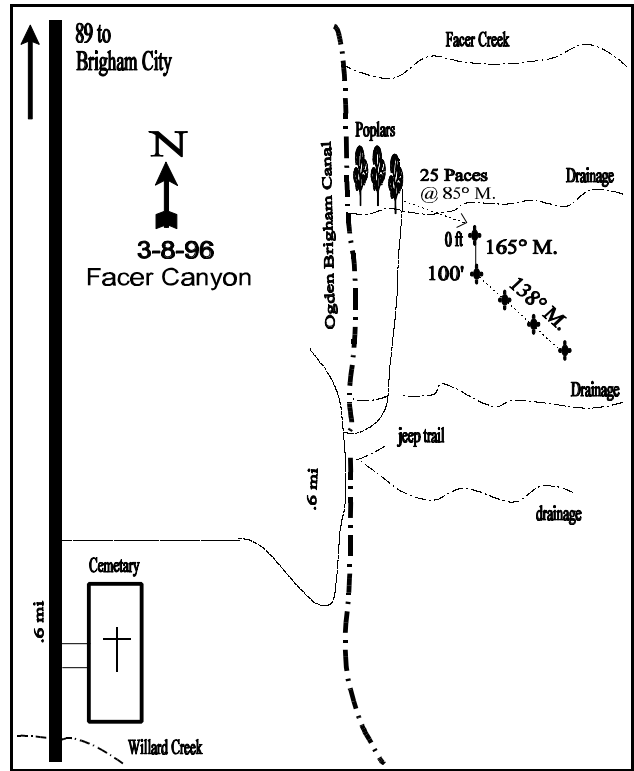 89 to
Brigham City
Facer Creek
N
Poplars
25 Paces
@ 85° M.
Drainage
Ogden Brigham Canal
0 ft
165° M.
3-8-96
Facer Canyon
100'
138° M.
Drainage
jeep trail
.6 mi
drainage
Cemetary
.6 mi
Willard Creek